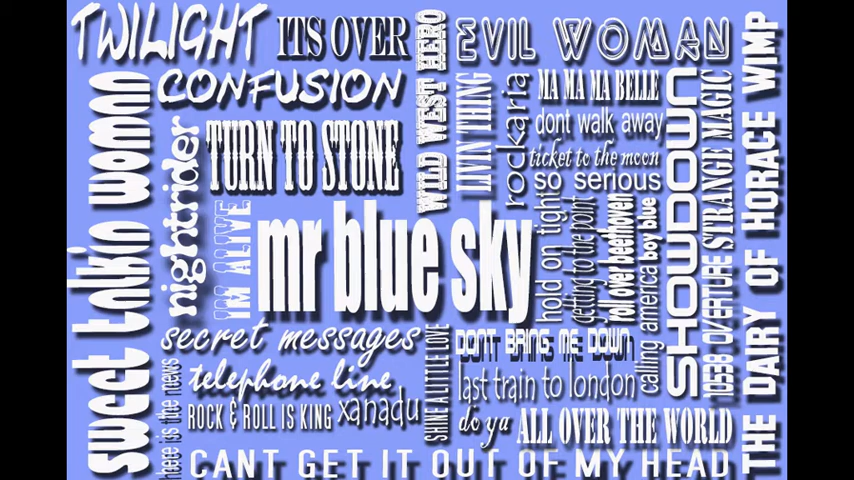 TWILIGHT
ITS OVER
WILD WEST HERO
EVIL WOMAN
THE DAIRY OF HORACE WIMP
sweet talkin woman
CONFUSION
LIVIN THING
rockaria
MA MA MA BELLE
SHOWDOWN
STRANGE MAGIC
dont walk away
nightrider
TURN TO STONE
ticket to the moon
so serious
IM ALIVE
mr blue sky
hold on tight
getting to the point
roll over beethoven
boy blue
calling america
10538 OVERTURE
secret messages
SHINE A LITTLE LOVE
DONT BRING ME DOWN
here is the news
telephone line
last train to london
ROCK & ROLL IS KING
xanadu
do ya
ALL OVER THE WORLD
CANT GET IT OUT OF MY HEAD